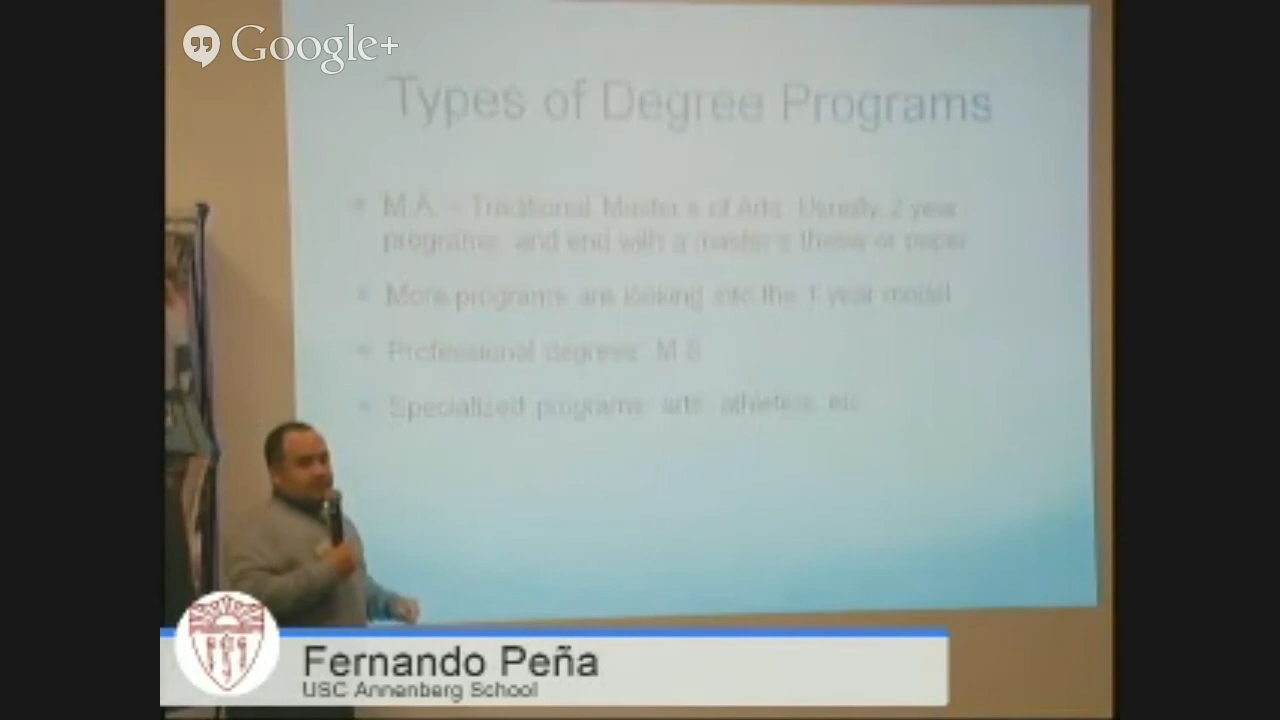 Google+
Types of Degree Programs
M.A. – Traditional Master's of Arts. Usually 2 year
programs, and end with a master's thesis or paper
More programs are looking into the 1 year model
Professional degrees: M.S.
Specialized programs: arts, athletics, etc.
Fernando Peña
USC Annenberg School